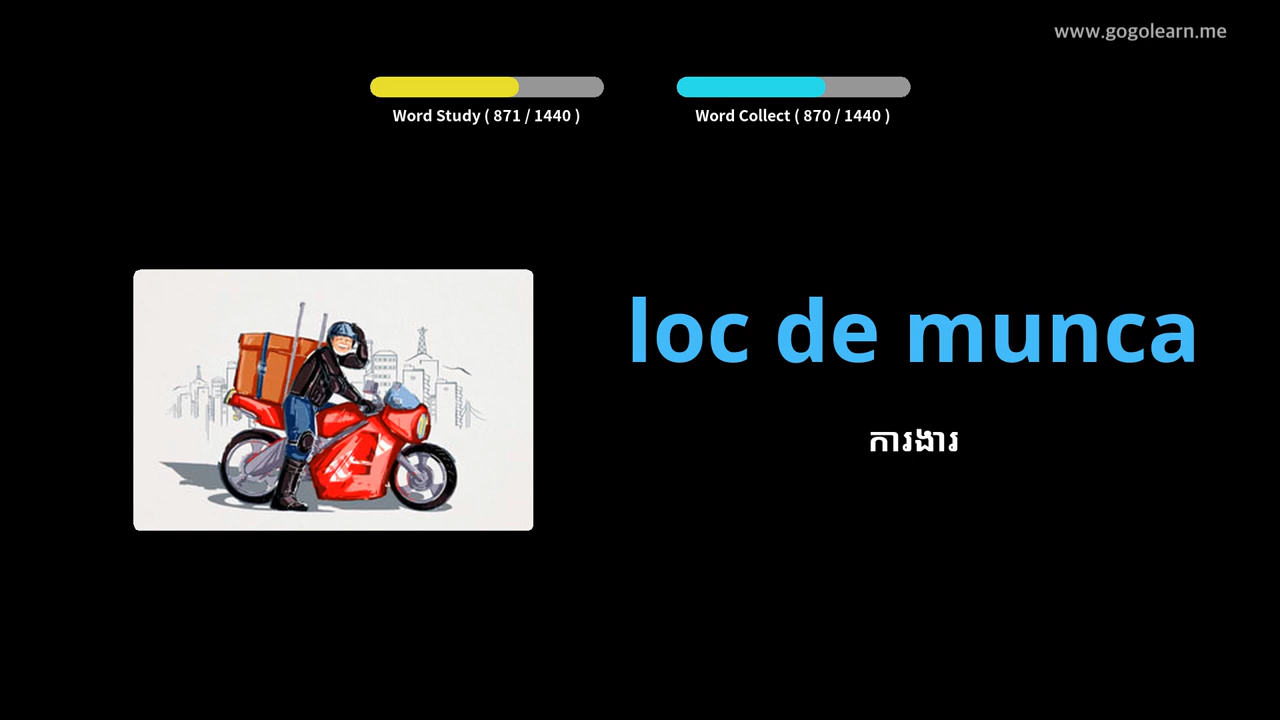 www.gogolearn.me
Word Study ( 871 / 1440 )
Word Collect ( 870 / 1440 )
loc de munca
ការងារ